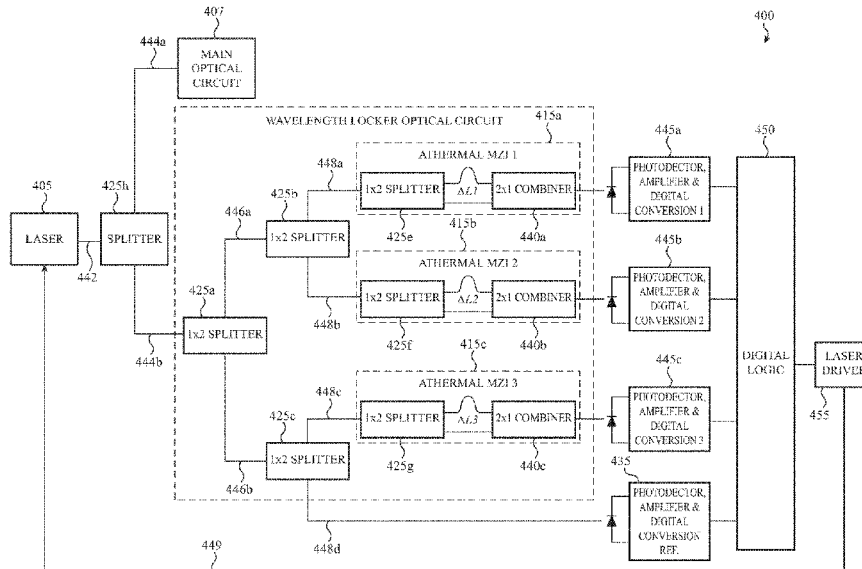 407
400
444a
MAIN
OPTICAL
CIRCUIT
WAVELENGTH LOCKER OPTICAL CIRCUIT
415a
445a
450
425h
405
LASER
SPLITTER
442
ATHERMAL MZI 1
448a
1x2 SPLITTER
ΔL1
2x1 COMBINER
425e
415b
440a
PHOTODECTOR,
AMPLIFIER &
DIGITAL
CONVERSION 1
425b
446a
1x2 SPLITTER
445b
ATHERMAL MZI 2
1x2 SPLITTER
ΔL2
2x1 COMBINER
448b
425f
440b
PHOTODECTOR,
AMPLIFIER &
DIGITAL
CONVERSION 2
425a
1x2 SPLITTER
444b
415c
445c
DIGITAL
LOGIC
LASER
DRIVER
455
ATHERMAL MZI 3
448c
1x2 SPLITTER
ΔL3
2x1 COMBINER
425g
440c
PHOTODECTOR,
AMPLIFIER &
DIGITAL
CONVERSION 3
425c
1x2 SPLITTER
446b
435
PHOTODECTOR,
AMPLIFIER &
DIGITAL
CONVERSION
REF.
448d
449